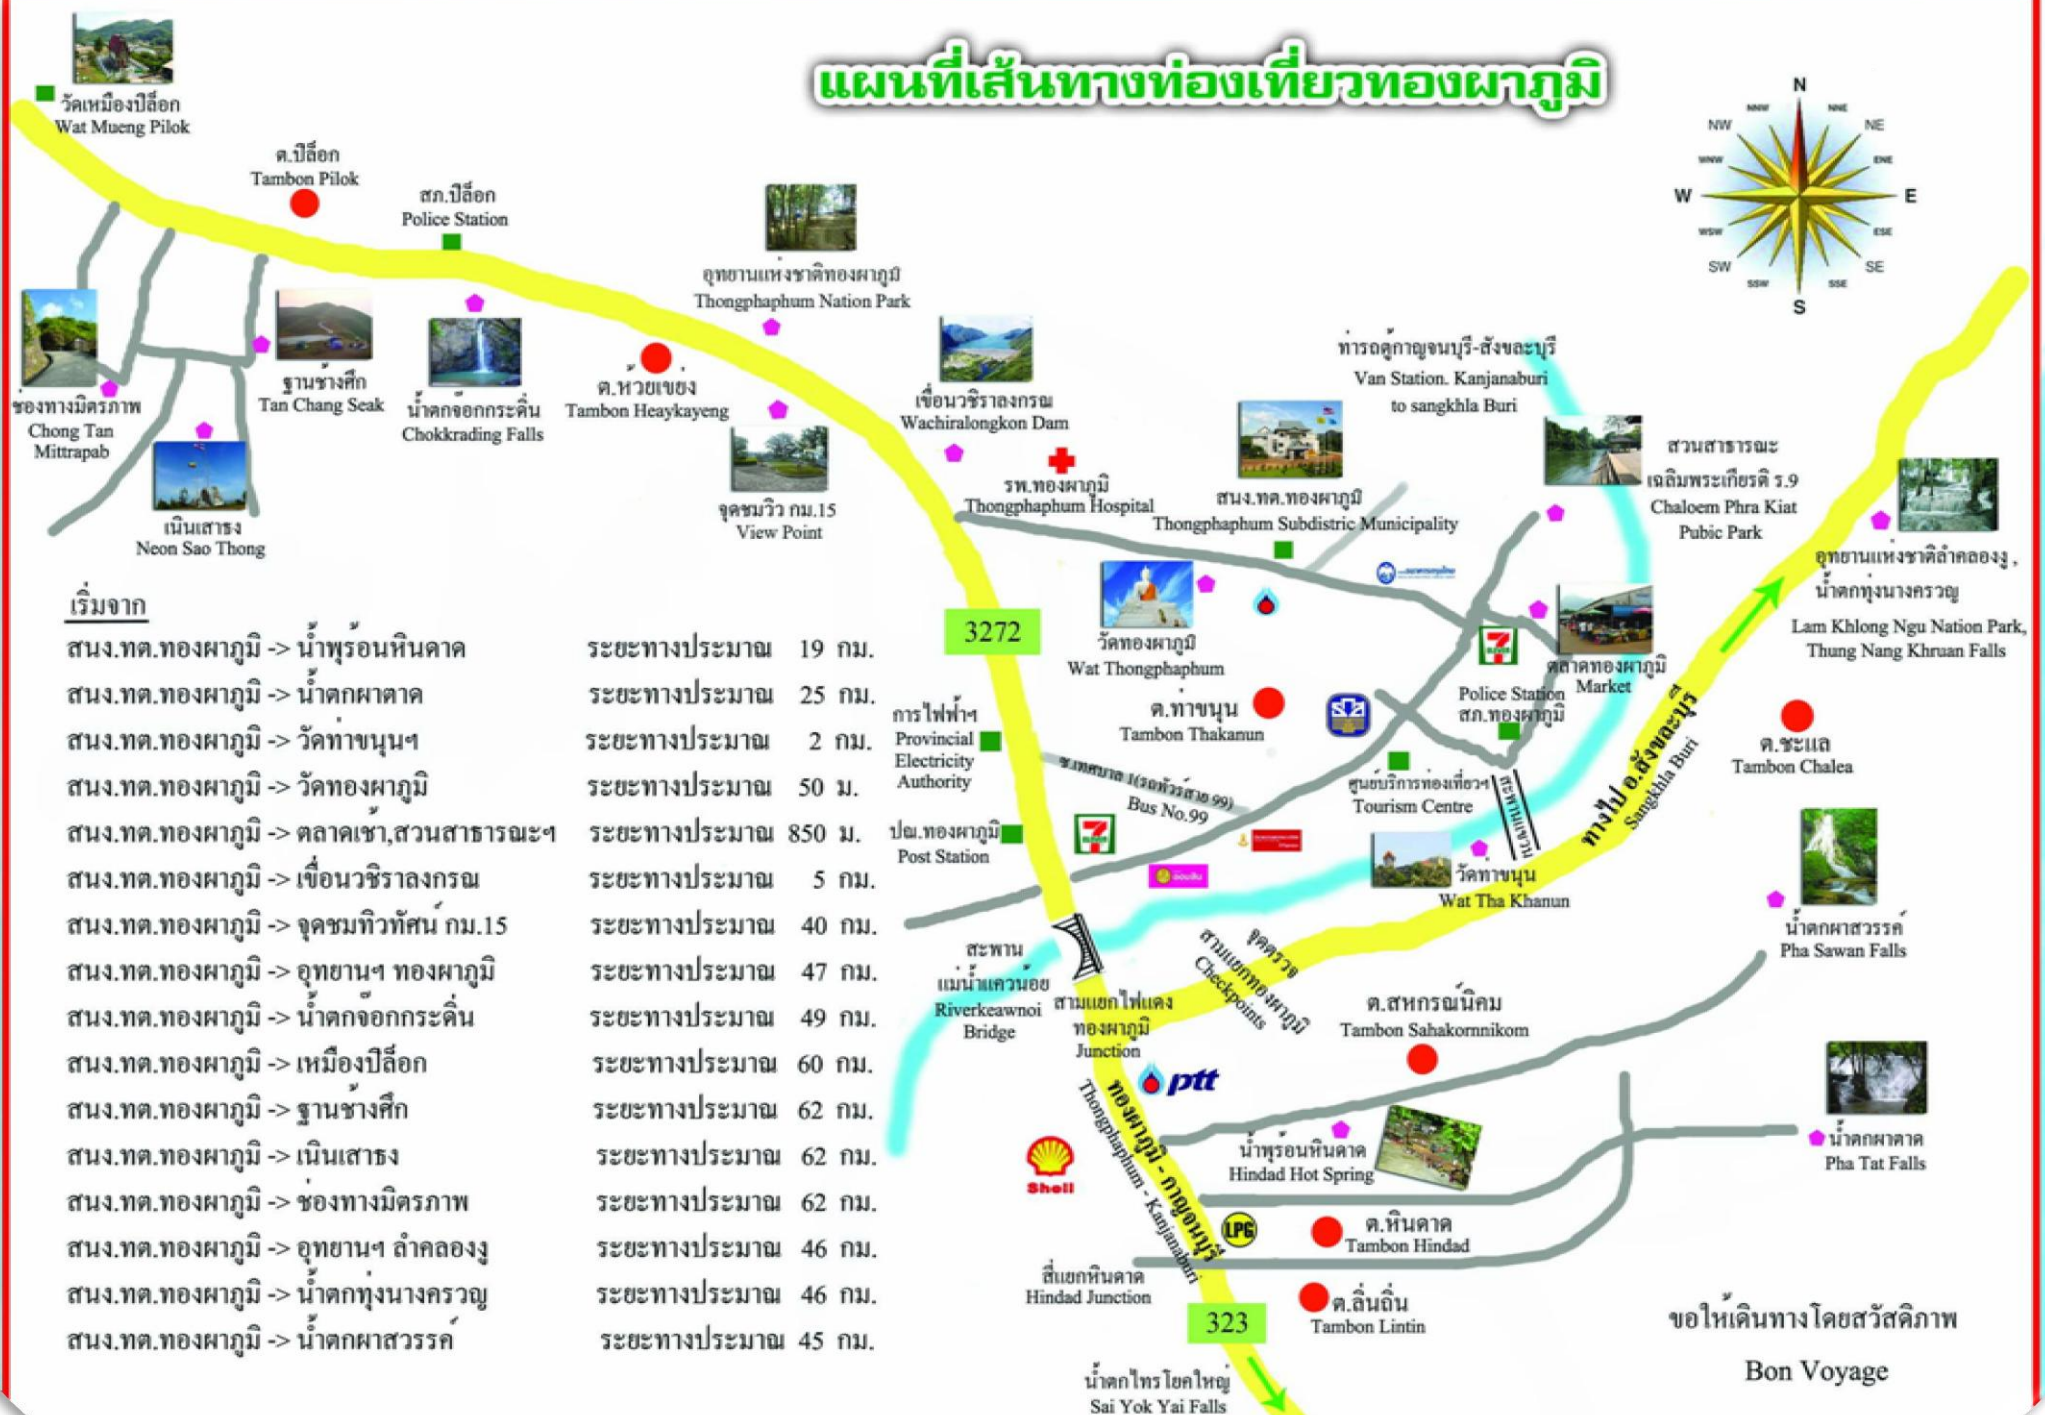 แผนที่เส้นทางท่องเที่ยวทองผาภูมิ
วัดเหมืองปิล็อก
Wat Mueng Pilok
ต.ปิล็อก
Tambon Pilok
สภ.ปิล็อก
Police Station
อุทยานแห่งชาติทองผาภูมิ
Thongphaphum Nation Park
N
NNW
NNE
NW
NE
WNW
ENE
W
E
WSW
ESE
SW
SE
SSW
SSE
S
ช่องทางมิตรภาพ
Chong Tan
Mittrapab
ฐานช้างศึก
Tan Chang Seak
น้ำตกจ๊อกกระดิ่น
Chokkrading Falls
ต.ห้วยเขย่ง
Tambon Heaykayeng
เขื่อนวชิราลงกรณ
Wachiralongkon Dam
ท่ารถตู้กาญจนบุรี-สังขละบุรี
Van Station. Kanjanaburi
to sangkhla Buri
เนินเสาธง
Neon Sao Thong
จุดชมวิว กม.15
View Point
รพ.ทองผาภูมิ
Thongphaphum Hospital
สนง.ทต.ทองผาภูมิ
Thongphaphum Subdistric Municipality
สวนสาธารณะ
เฉลิมพระเกียรติ ร.9
Chaloem Phra Kiat
Pubic Park
อุทยานแห่งชาติลำคลองงู ,
น้ำตกทุ่งนางครวญ
Lam Khlong Ngu Nation Park,
Thung Nang Khruan Falls
3272
วัดทองผาภูมิ
Wat Thongphaphum
ต.ท่าขนุน
Tambon Thakanun
7
ELEVEN
ตลาดทองผาภูมิ
Market
Police Station
สภ.ทองผาภูมิ
การไฟฟ้าฯ
Provincial
Electricity
Authority
ซ.เทศบาล 1(รถทัวร์สาย 99)
Bus No.99
ศูนย์บริการท่องเที่ยวฯ
Tourism Centre
สะพานแขวน
ทางไป อ.สังขละบุรี
Sangkhla Buri
ต.ชะแล
Tambon Chalea
ปณ.ทองผาภูมิ
Post Station
7
ELEVEN
ออมสิน
วัดท่าขนุน
Wat Tha Khanun
น้ำตกผาสวรรค์
Pha Sawan Falls
สะพาน
แม่น้ำแควน้อย
Riverkeawnoi
Bridge
สามแยกไฟแดง
ทองผาภูมิ
Junction
จุดตรวจ
สามแยกทองผาภูมิ
Checkpoints
ต.สหกรณ์นิคม
Tambon Sahakornnikom
ptt
ทองผาภูมิ - กาญจนบุรี
Thongphaphum - Kanjanaburi
Shell
น้ำพุร้อนหินดาด
Hindad Hot Spring
น้ำตกผาตาด
Pha Tat Falls
LPG
ต.หินดาด
Tambon Hindad
สี่แยกหินดาด
Hindad Junction
ต.ลิ่นถิ่น
Tambon Lintin
323
น้ำตกไทรโยคใหญ่
Sai Yok Yai Falls
ขอให้เดินทางโดยสวัสดิภาพ
Bon Voyage
เริ่มจาก
สนง.ทต.ทองผาภูมิ -> น้ำพุร้อนหินดาด ระยะทางประมาณ 19 กม.
สนง.ทต.ทองผาภูมิ -> น้ำตกผาตาด ระยะทางประมาณ 25 กม.
สนง.ทต.ทองผาภูมิ -> วัดท่าขนุนฯ ระยะทางประมาณ 2 กม.
สนง.ทต.ทองผาภูมิ -> วัดทองผาภูมิ ระยะทางประมาณ 50 ม.
สนง.ทต.ทองผาภูมิ -> ตลาดเช้า,สวนสาธารณะฯ ระยะทางประมาณ 850 ม.
สนง.ทต.ทองผาภูมิ -> เขื่อนวชิราลงกรณ ระยะทางประมาณ 5 กม.
สนง.ทต.ทองผาภูมิ -> จุดชมทิวทัศน์ กม.15 ระยะทางประมาณ 40 กม.
สนง.ทต.ทองผาภูมิ -> อุทยานฯ ทองผาภูมิ ระยะทางประมาณ 47 กม.
สนง.ทต.ทองผาภูมิ -> น้ำตกจ๊อกกระดิ่น ระยะทางประมาณ 49 กม.
สนง.ทต.ทองผาภูมิ -> เหมืองปิล็อก ระยะทางประมาณ 60 กม.
สนง.ทต.ทองผาภูมิ -> ฐานช้างศึก ระยะทางประมาณ 62 กม.
สนง.ทต.ทองผาภูมิ -> เนินเสาธง ระยะทางประมาณ 62 กม.
สนง.ทต.ทองผาภูมิ -> ช่องทางมิตรภาพ ระยะทางประมาณ 62 กม.
สนง.ทต.ทองผาภูมิ -> อุทยานฯ ลำคลองงู ระยะทางประมาณ 46 กม.
สนง.ทต.ทองผาภูมิ -> น้ำตกทุ่งนางครวญ ระยะทางประมาณ 46 กม.
สนง.ทต.ทองผาภูมิ -> น้ำตกผาสวรรค์ ระยะทางประมาณ 45 กม.